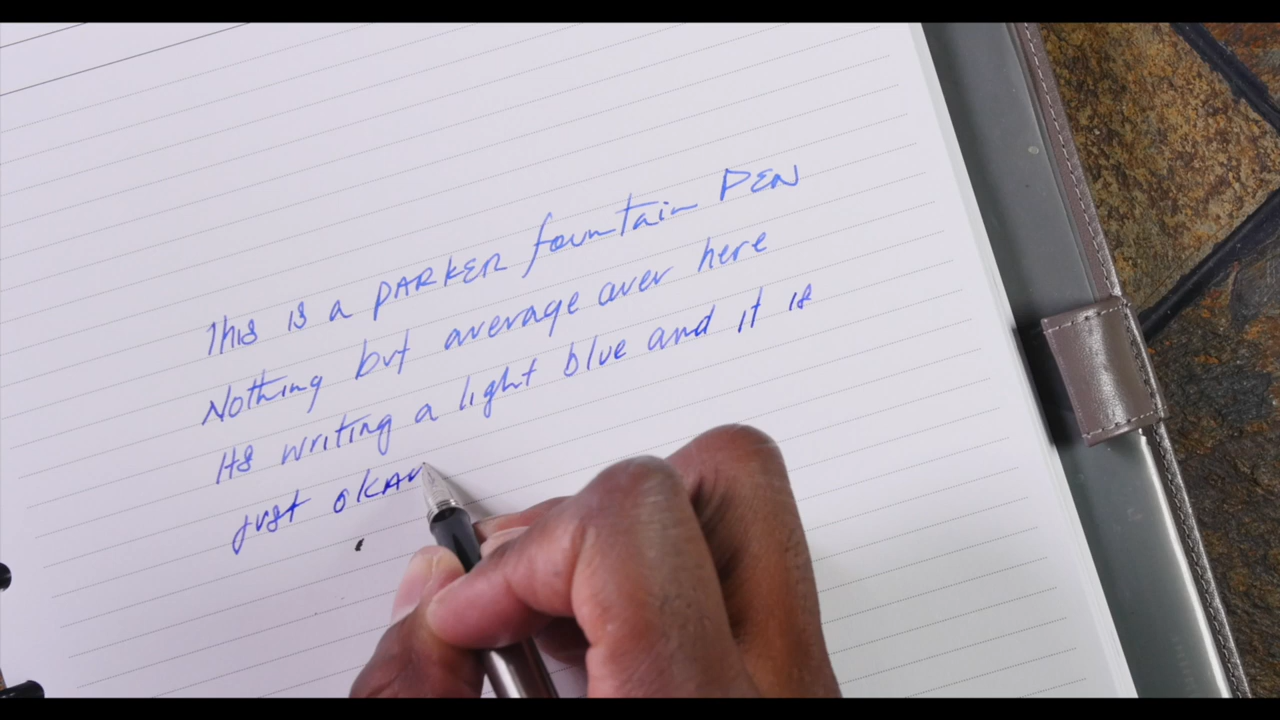 This is a PARKER fountain PEN
Nothing but average over here
Its writing a light blue and it is
just okay